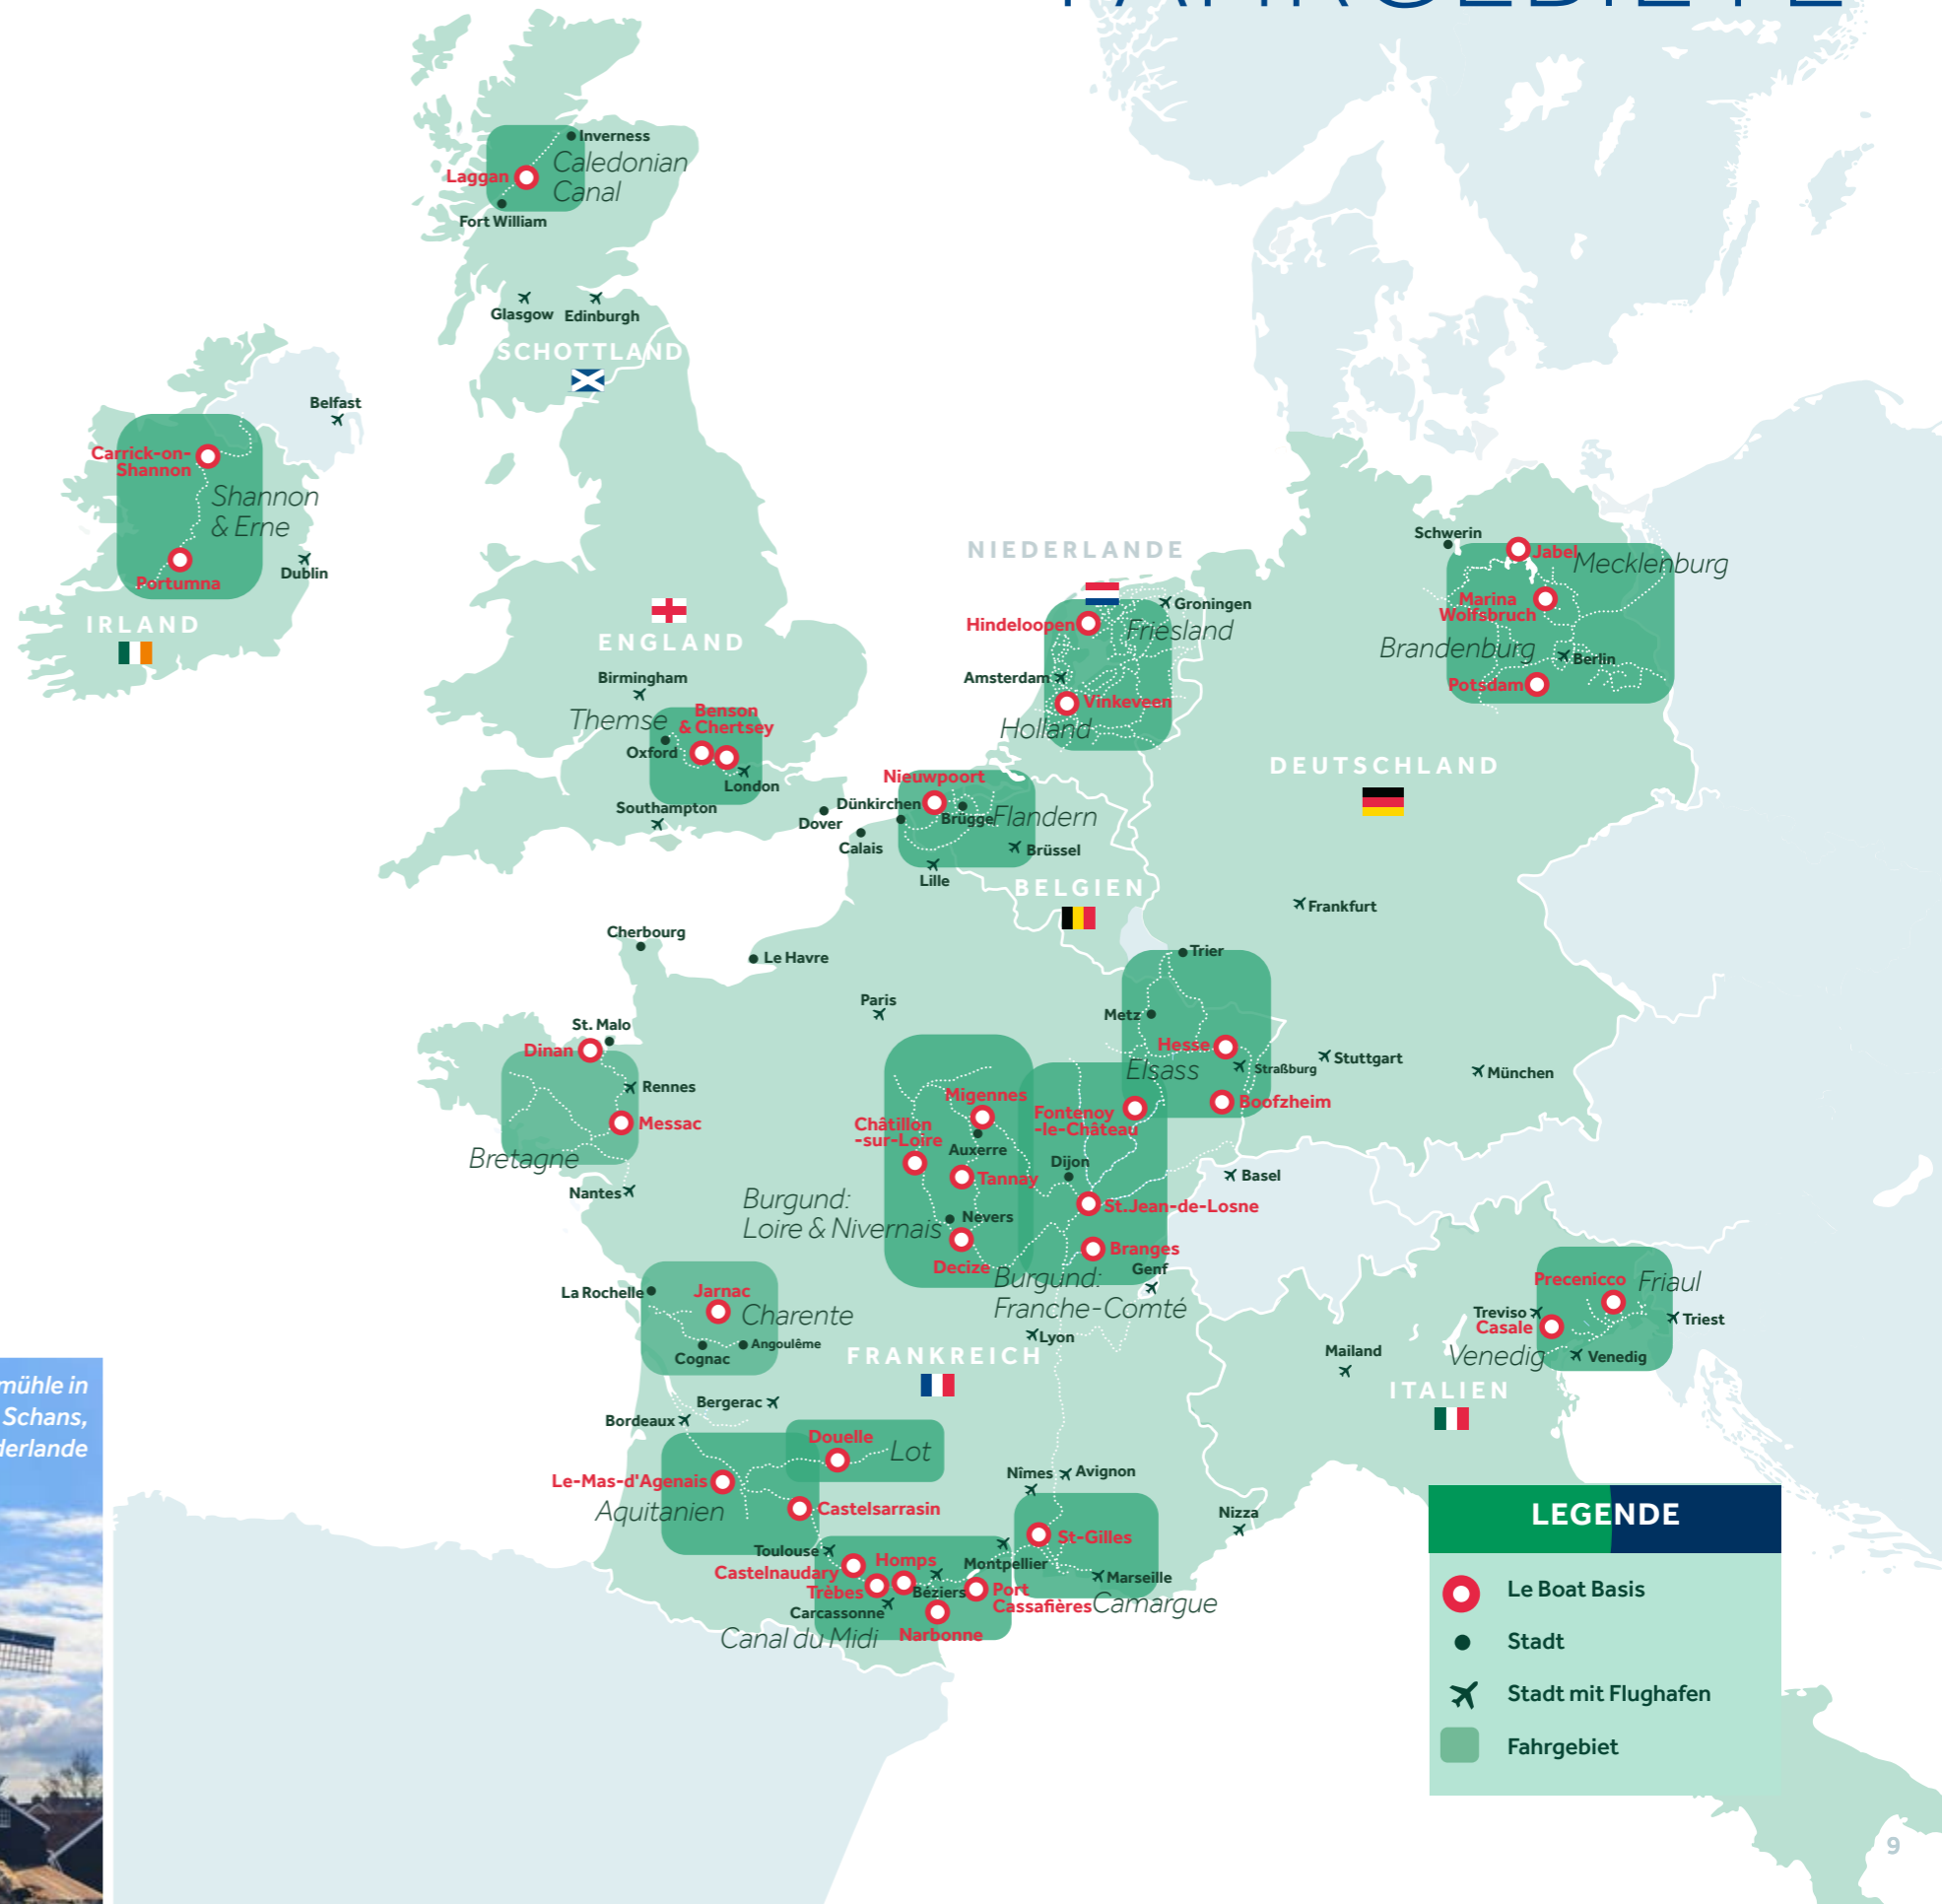 FAHRGEBIETE
Inverness
Caledonian
Canal
Laggan
Fort William
Glasgow
Edinburgh
SCHOTTLAND
Belfast
Carrick-on-
Shannon
Shannon
& Erne
Dublin
Portumna
IRLAND
ENGLAND
Birmingham
Themse
Benson
& Chertsey
Oxford
London
Southampton
Dover
NIEDERLANDE
Groningen
Hindeloopen
Friesland
Amsterdam
Vinkeveen
Holland
Schwerin
Jabel
Mecklenburg
Marina
Wolfsbruch
Brandenburg
Berlin
Potsdam
DEUTSCHLAND
Nieuwpoort
Dünkirchen
Brügge
Flandern
Calais
Brüssel
Lille
BELGIEN
Frankfurt
Cherbourg
Le Havre
Trier
Paris
Metz
St. Malo
Dinan
Hesse
Elsass
Straßburg
Stuttgart
München
Rennes
Messac
Boofzheim
Bretagne
Nantes
Migennes
Châtillon
-sur-Loire
Auxerre
Fontenoy
-le-Château
Dijon
Tannay
Basel
Burgund:
Loire & Nivernais
Nevers
St.Jean-de-Losne
Decize
Branges
Burgund:
Franche-Comté
Genf
La Rochelle
Jarnac
Charente
Cognac
Angoulême
Lyon
FRANKREICH
Precenicco
Friaul
Treviso
Casale
Triest
Venedig
Venedig
Mailand
ITALIEN
Bergerac
Bordeaux
Douelle
Lot
Le-Mas-d'Agenais
Aquitanien
Castelsarrasin
Nîmes
Avignon
Nizza
St-Gilles
Toulouse
Castelnaudary
Homps
Montpellier
Trèbes
Béziers
Port
Cassafières
Marseille
Camargue
Carcassonne
Canal du Midi
Narbonne
mühle in
Schans,
derlande
LEGENDE
Le Boat Basis
Stadt
Stadt mit Flughafen
Fahrgebiet
9